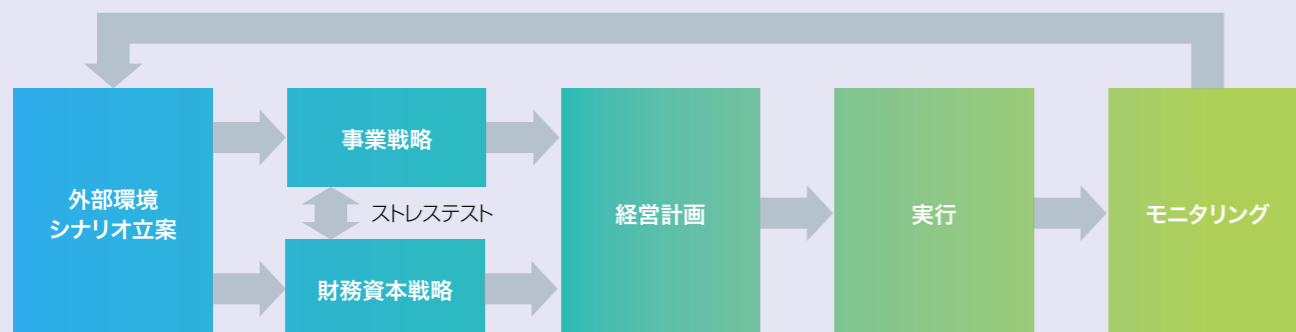 外部環境
シナリオ立案
事業戦略
ストレステスト
財務資本戦略
経営計画
実行
モニタリング